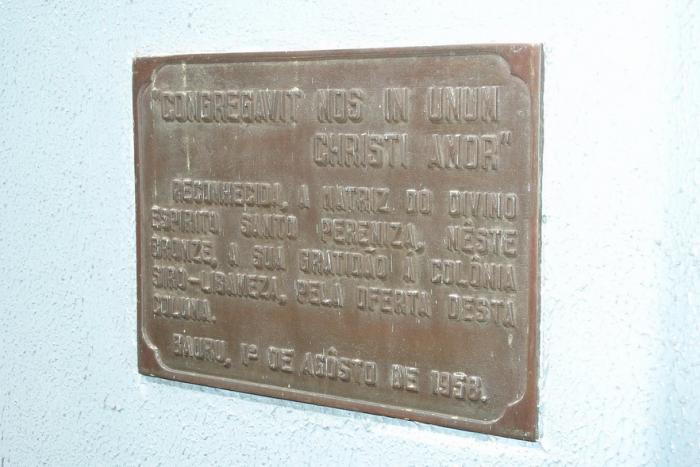 "CONGREGAVIT NOS IN UNUM
CHRISTI AMOR"
RECONHECIDA, A MATRIZ DO DIVINO
ESPIRITO SANTO PERENIZA, NÊSTE
BRONZE, A SUA GRATIDÃO À COLÔNIA
SIRO-LIBANEZA, PELA OFERTA DESTA
COLUNA.
BAURU, 1º DE AGÔSTO DE 1958.